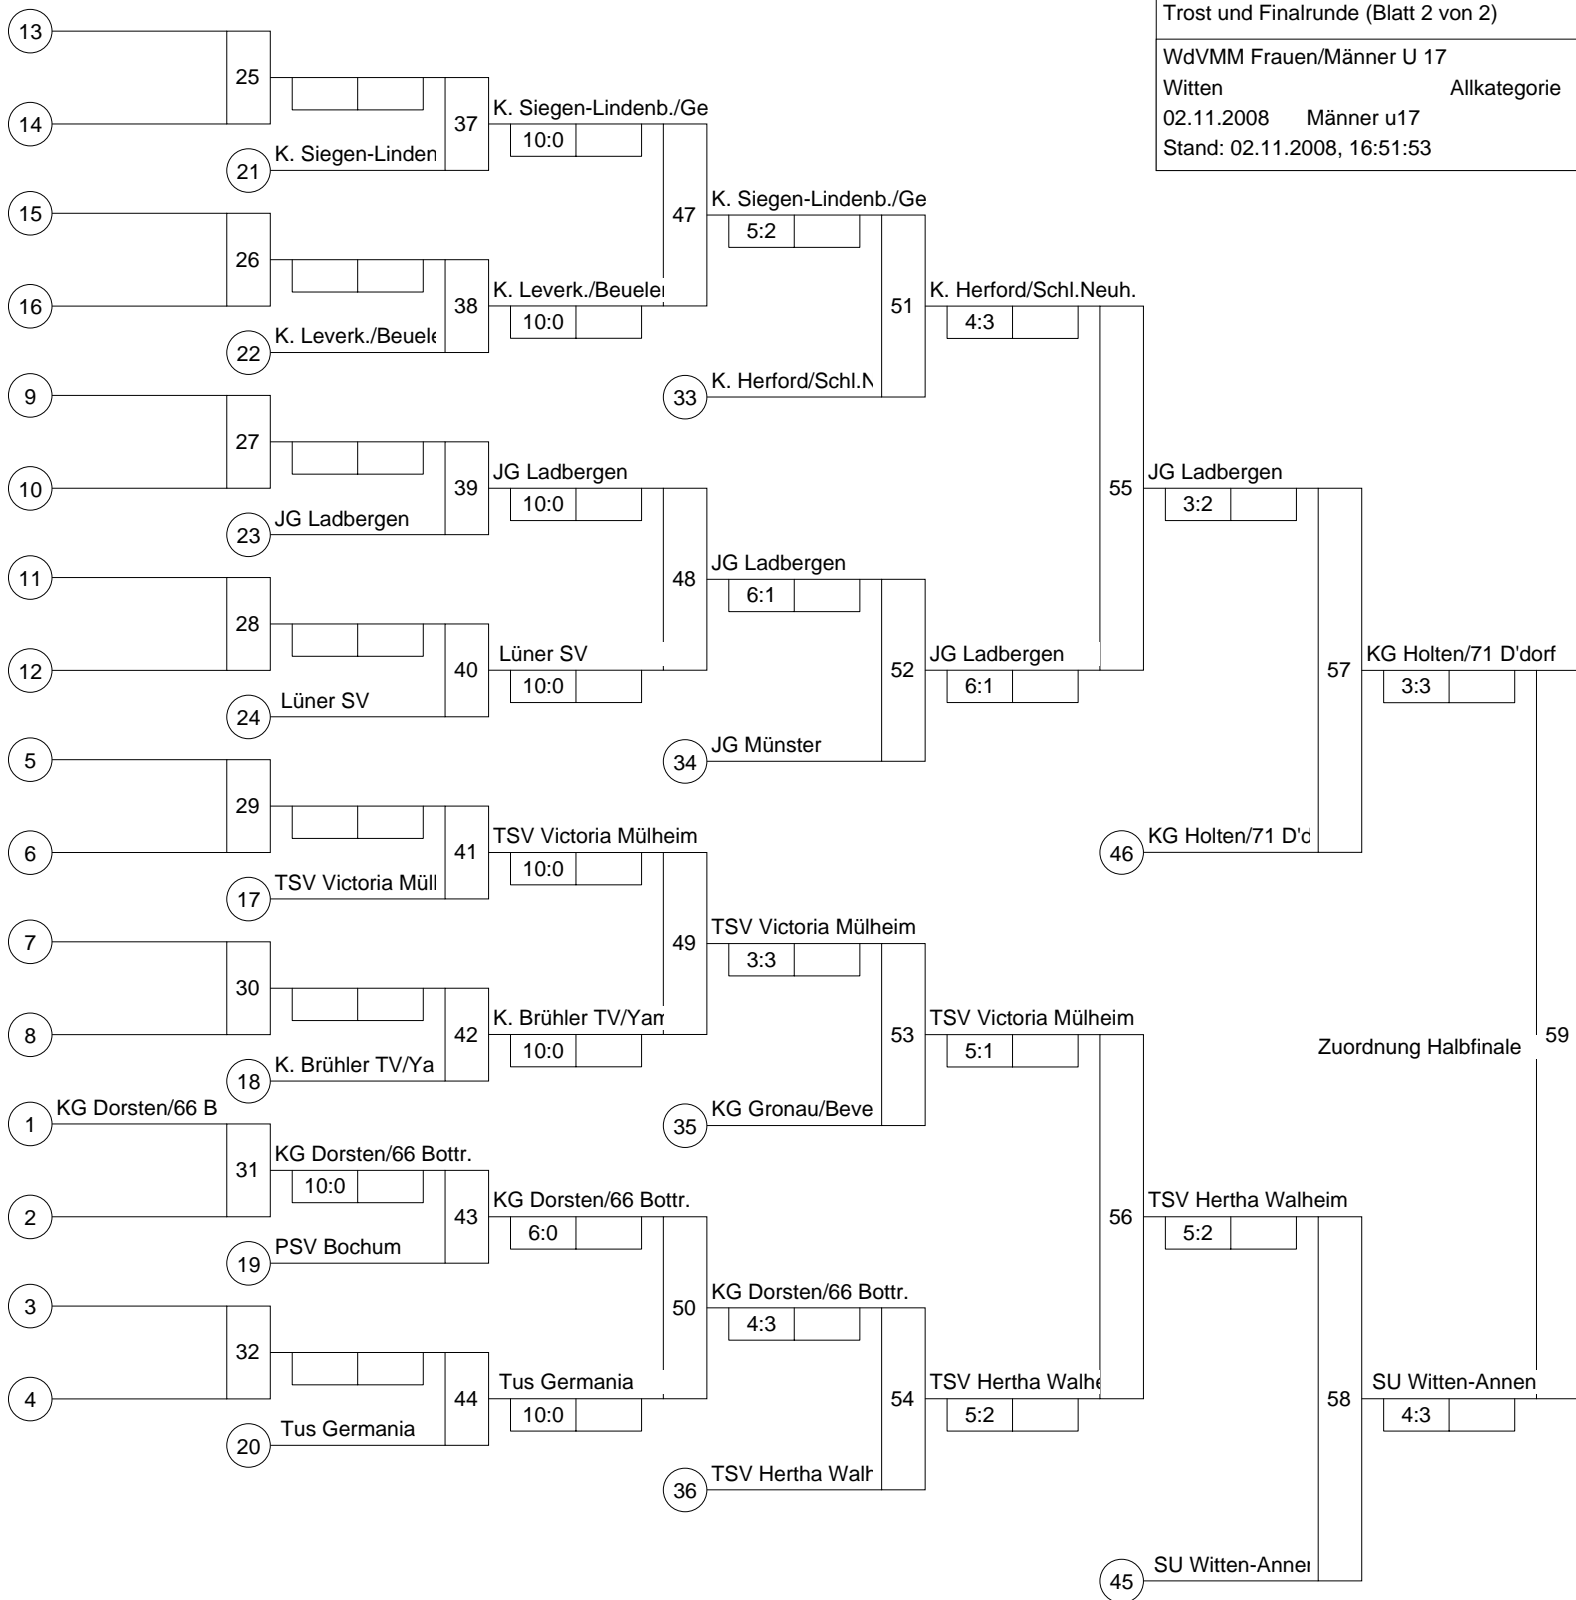 Trost und Finalrunde (Blatt 2 von 2)
WdVMM Frauen/Männer U 17
Witten Allkategorie
02.11.2008 Männer u17
Stand: 02.11.2008, 16:51:53
13
25
14
37
K. Siegen-Lindenb./Ge
10:0
21 K. Siegen-Linden
15
47
K. Siegen-Lindenb./Ge
5:2
26
16
38
K. Leverk./Beueler
10:0
22 K. Leverk./Beuele
51
K. Herford/Schl.Neuh.
4:3
33 K. Herford/Schl.N
9
27
10
39
JG Ladbergen
10:0
23 JG Ladbergen
55
JG Ladbergen
3:2
11
48
JG Ladbergen
6:1
28
12
40
Lüner SV
10:0
24 Lüner SV
52
JG Ladbergen
6:1
34 JG Münster
57
KG Holten/71 D'dorf
3:3
46 KG Holten/71 D'd
5
29
6
41
TSV Victoria Mülheim
10:0
17 TSV Victoria Mül
7
49
TSV Victoria Mülheim
3:3
30
8
42
K. Brühler TV/Yam
10:0
18 K. Brühler TV/Ya
53
TSV Victoria Mülheim
5:1
35 KG Gronau/Beve
Zuordnung Halbfinale 59
1 KG Dorsten/66 B
31
KG Dorsten/66 Bottr.
10:0
2
43
KG Dorsten/66 Bottr.
6:0
19 PSV Bochum
56
TSV Hertha Walheim
5:2
3
50
KG Dorsten/66 Bottr.
4:3
32
4
44
Tus Germania
10:0
20 Tus Germania
54
TSV Hertha Walhe
5:2
36 TSV Hertha Walh
58
SU Witten-Annen
4:3
45 SU Witten-Annen